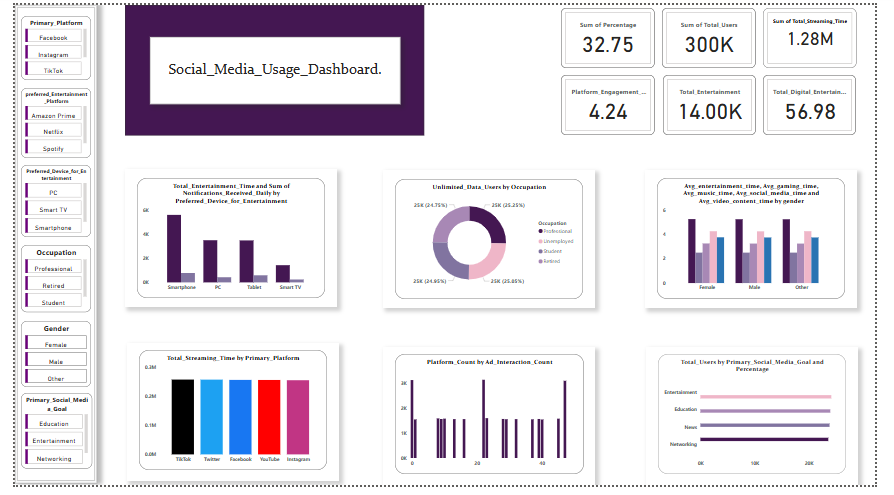 Primary_Platform
Facebook
Instagram
TikTok
preferred_Entertainment
_Platform
Amazon Prime
Netflix
Spotify
Preferred_Device_for_En
tertainment
PC
Smart TV
Smartphone
Occupation
Professional
Retired
Student
Gender
Female
Male
Other
Primary_Social_Medi
a_Goal
Education
Entertainment
Networking
Social_Media_Usage_Dashboard.
Sum of Percentage
32.75
Sum of Total_Users
300K
Sum of Total_Streaming_Time
1.28M
Platform_Engagement_...
4.24
Total_Entertainment
14.00K
Total_Digital_Entertain...
56.98
Total_Entertainment_Time and Sum of
Notifications_Received_Daily by
Preferred_Device_for_Entertainment
6K
4K
2K
0K
Smartphone PC Tablet Smart TV
Unlimited_Data_Users by Occupation
25K (24.75%) 25K (25.25%)
25K (24.95%) 25K (25.05%)
Occupation
Professional
Unemployed
Student
Retired
Avg_entertainment_time, Avg_gaming_time,
Avg_music_time, Avg_social_media_time and
Avg_video_content_time by gender
6
4
2
0
Female Male Other
Total_Streaming_Time by Primary_Platform
0.3M
0.2M
0.1M
0.0M
TikTok Twitter Facebook YouTube Instagram
Platform_Count by Ad_Interaction_Count
3K
2K
1K
0K
0 20 40
Total_Users by Primary_Social_Media_Goal and
Percentage
Entertainment
Education
News
Networking
0K 10K 20K